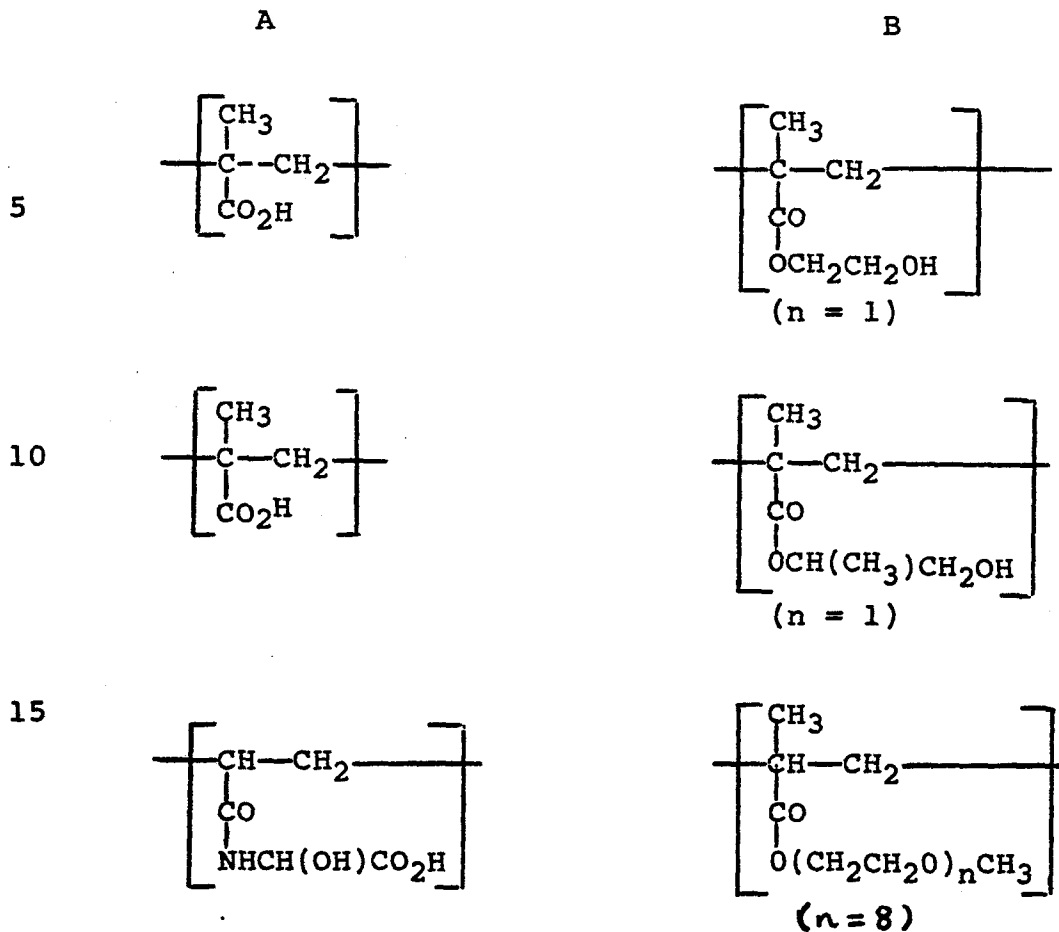 A B
CH3 CH3
C CH2 C CH2
5
CO2H CO
OCH2CH2OH
(n = 1)
CH3 CH3
10
C CH2 C CH2
CO2H CO
OCH(CH3)CH2OH
(n = 1)
15
CH3
CH CH2 CH CH2
CO CO
NHCH(OH)CO2H O(CH2CH2O)nCH3
(n=8)